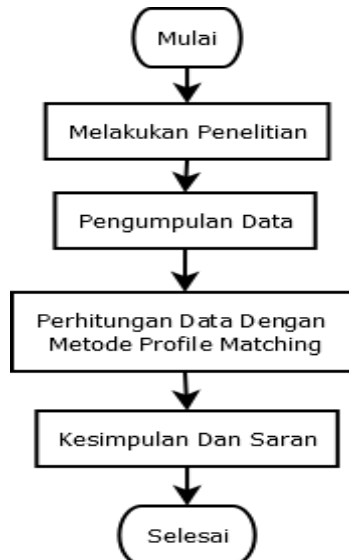 Mulai
Melakukan Penelitian
Pengumpulan Data
Perhitungan Data Dengan
Metode Profile Matching
Kesimpulan Dan Saran
Selesai